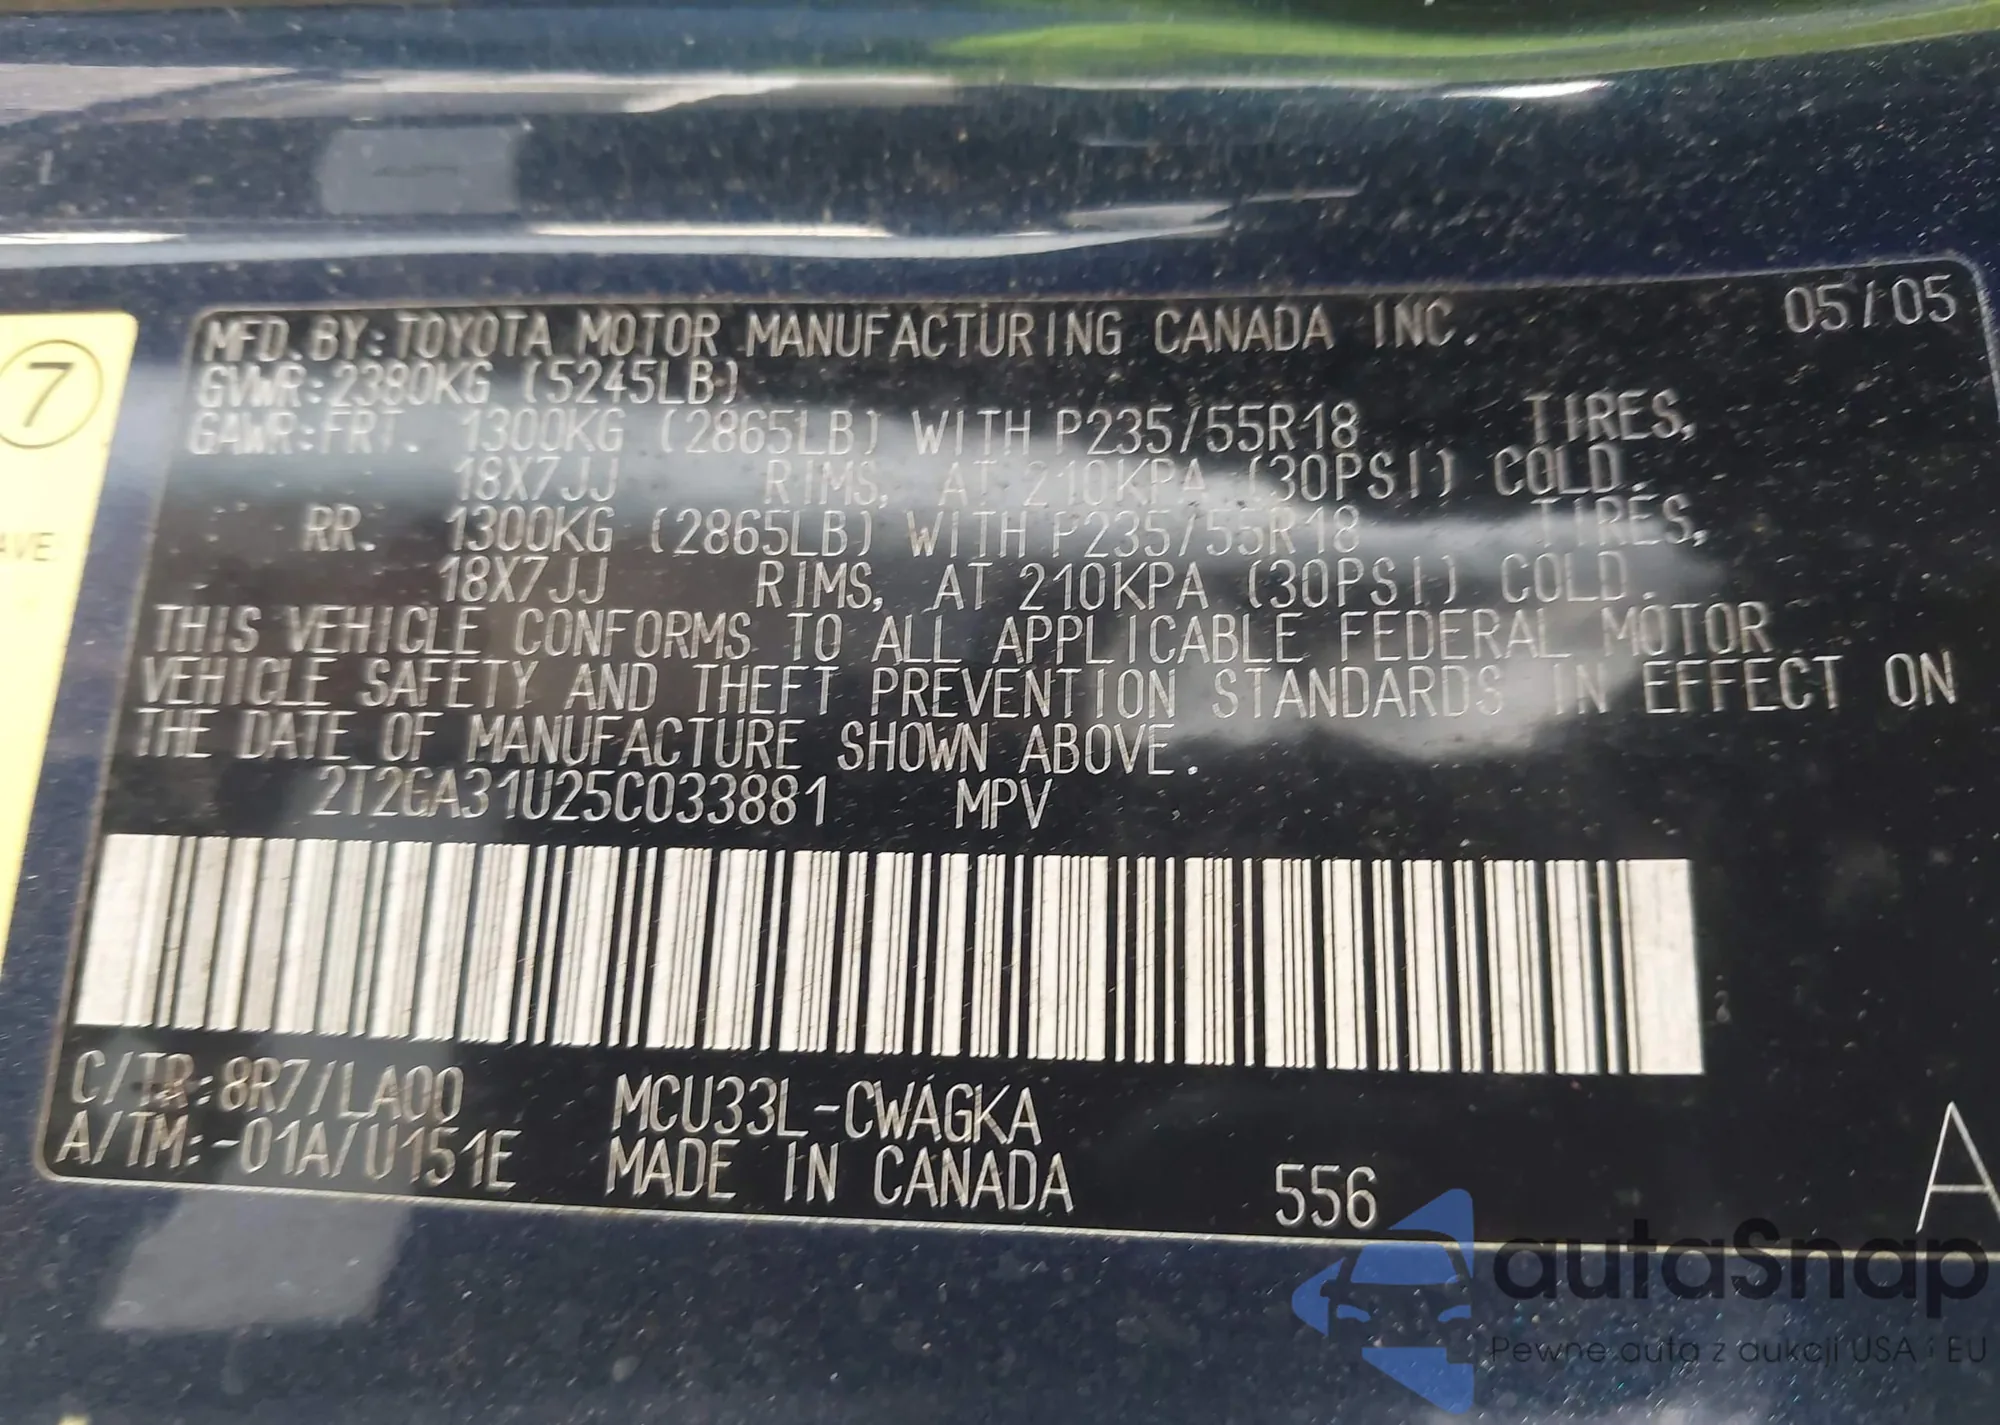 05/05
MFD.BY:TOYOTA MOTOR MANUFACTURING CANADA INC.
GVWR:2380KG (5245LB)
GAWR:FRT. 1300KG (2865LB) WITH P235/55R18 TIRES,
18X7JJ RIMS, AT 210KPA (30PSI) COLD.
RR. 1300KG (2865LB) WITH P235/55R18 TIRES,
18X7JJ RIMS, AT 210KPA (30PSI) COLD.
THIS VEHICLE CONFORMS TO ALL APPLICABLE FEDERAL MOTOR
VEHICLE SAFETY AND THEFT PREVENTION STANDARDS IN EFFECT ON
THE DATE OF MANUFACTURE SHOWN ABOVE.
2T2GA31U25C033881 MPV
C/TR:8R7/LA00 MCU33L-CWAGKA
A/TM:-01A/U151E MADE IN CANADA 556 A
7
AVE
autaSnap
Pewne auta z aukcji USA i EU